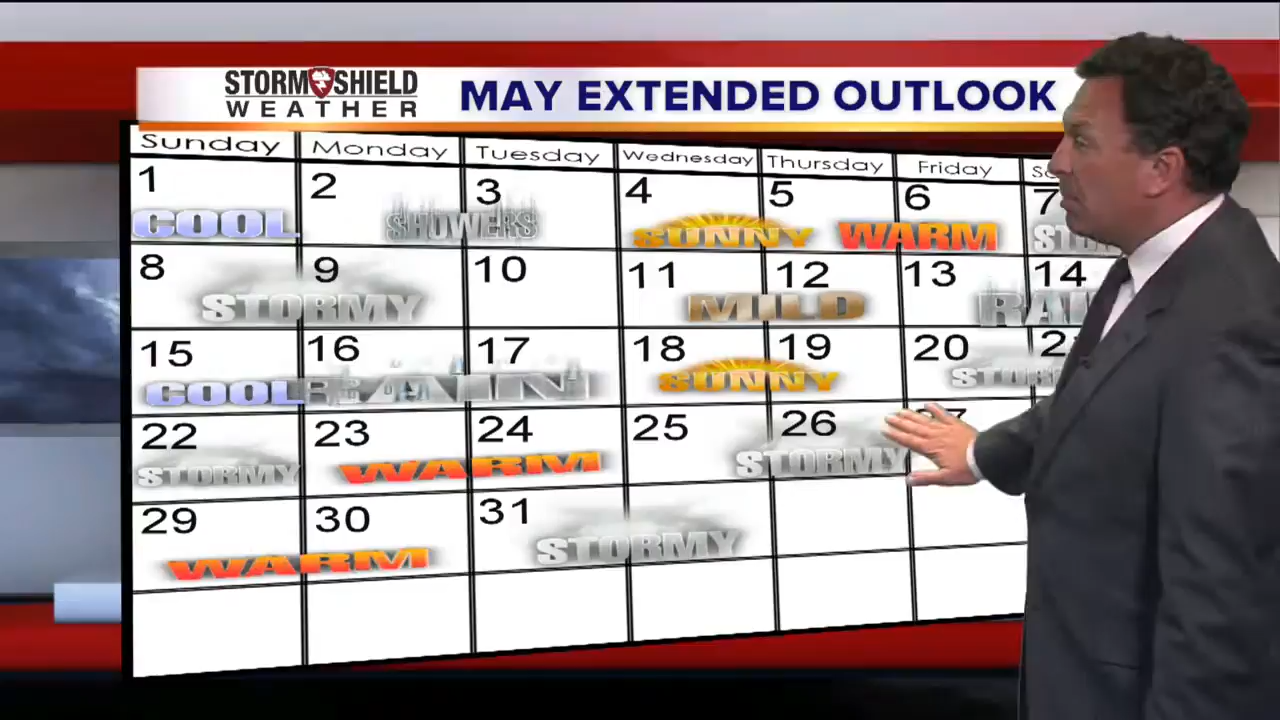 STORM SHIELD
WEATHER
MAY EXTENDED OUTLOOK
Sunday Monday Tuesday Wednesday Thursday Friday
1 2 3 4 5 6 7
COOL SHOWERS SUNNY WARM
8 9 10 11 12 13 14
STORMY MILD
15 16 17 18 19 20
COOL RAIN SUNNY
22 23 24 25 26
STORMY WARM STORMY
29 30 31
WARM STORMY